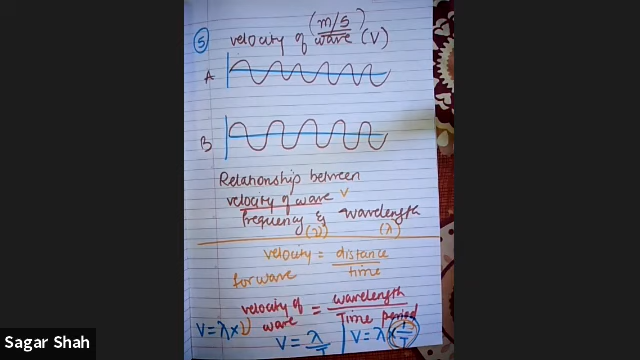 (m/s)
⑤ velocity of wave (V)
A
B
Relationship between
velocity of wave V
frequency & wavelength
(ν) (λ)
velocity = distance / time
for wave
velocity of wave = wavelength / Time period
V = λ × ν
V = λ / T
V = λ × 1 / T
Sagar Shah